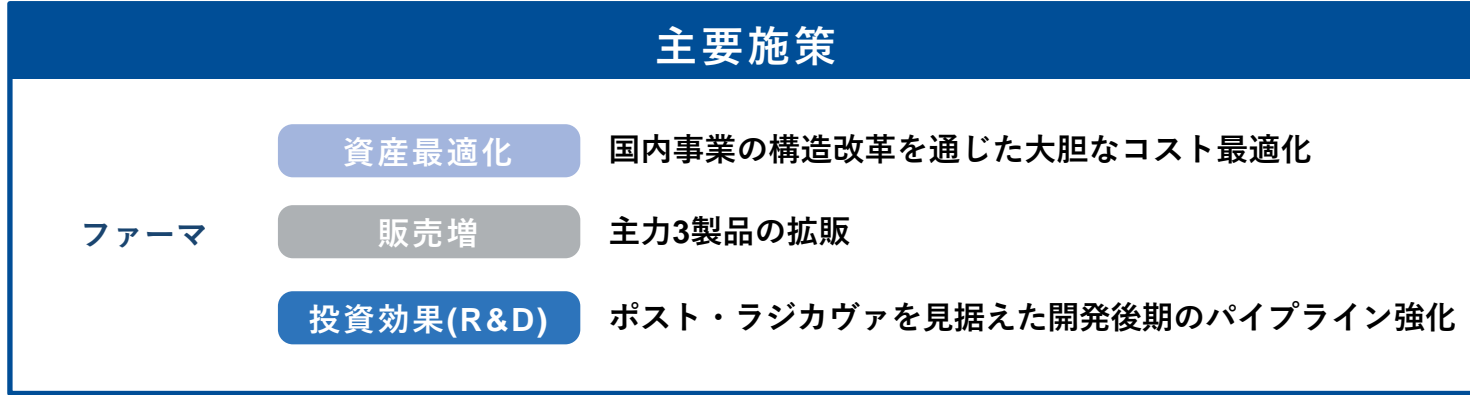 主要施策
資産最適化 国内事業の構造改革を通じた大胆なコスト最適化
ファーマ 販売増 主力3製品の拡販
投資効果(R&D) ポスト・ラジカヴァを見据えた開発後期のパイプライン強化